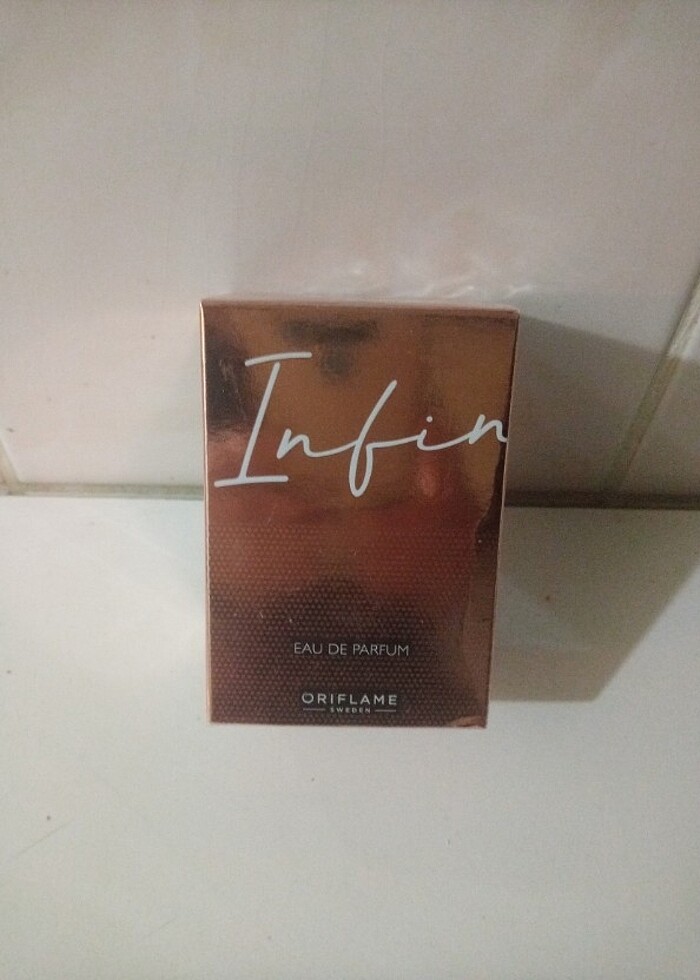 Infin
EAU DE PARFUM
ORIFLAME
SWEDEN